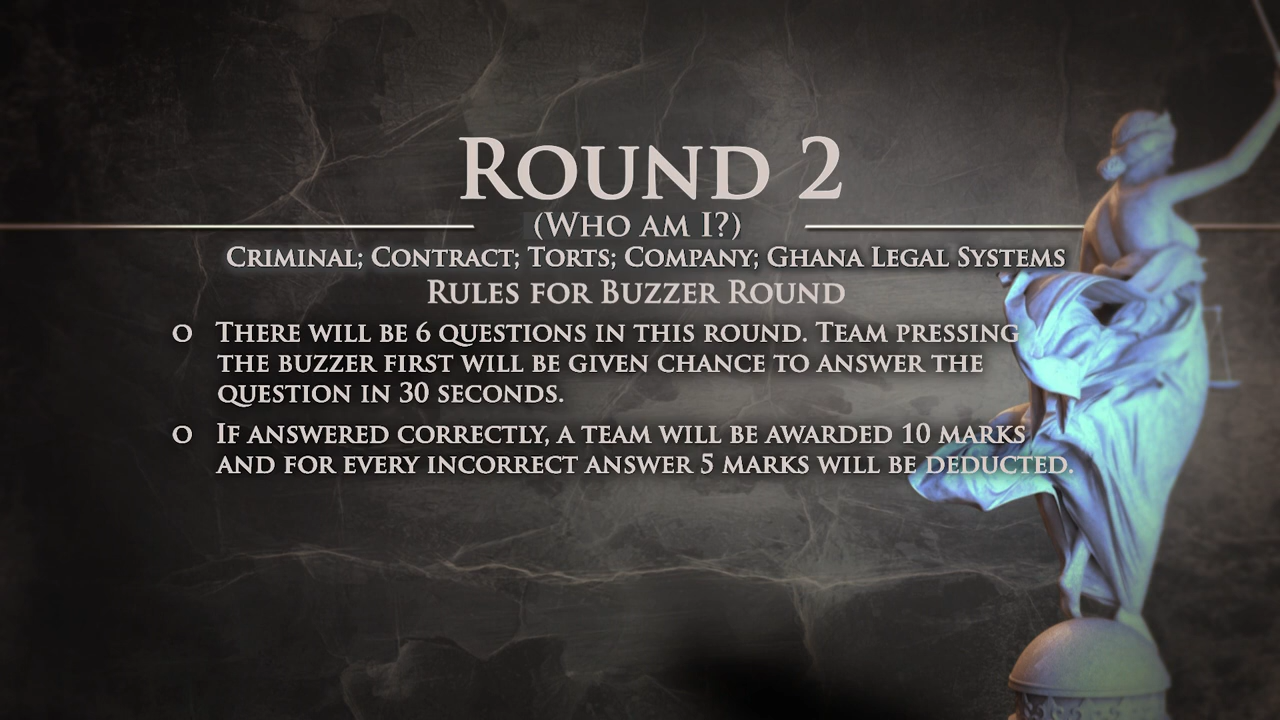 Round 2
(Who am I?)
Criminal; Contract; Torts; Company; Ghana Legal Systems
Rules for Buzzer Round
o There will be 6 questions in this round. Team pressing
the buzzer first will be given chance to answer the
question in 30 seconds.
o If answered correctly, a team will be awarded 10 marks
and for every incorrect answer 5 marks will be deducted.